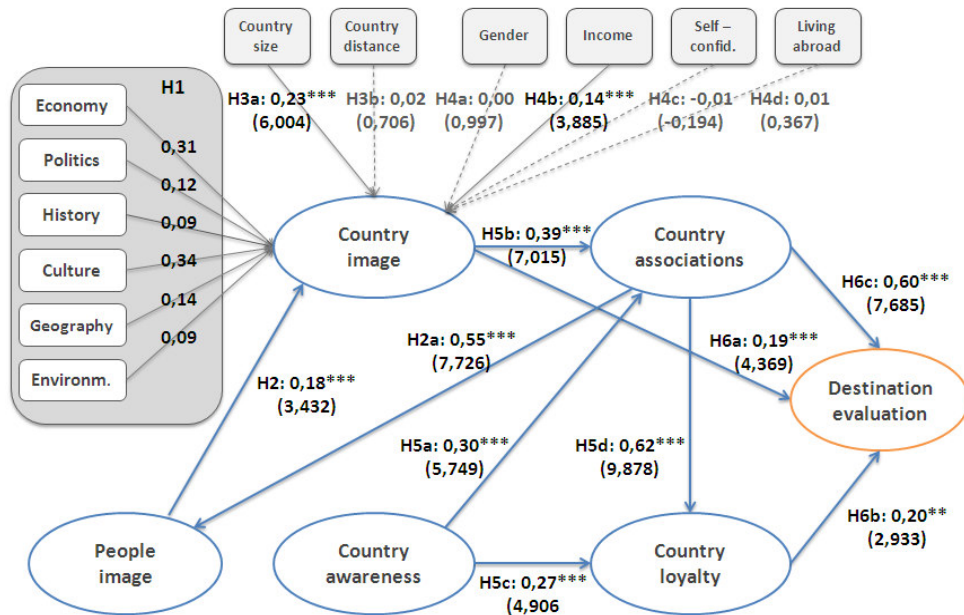 Country
size
Country
distance
Gender
Income
Self –
confid.
Living
abroad
H1
H3a: 0,23***
(6,004)
H3b: 0,02
(0,706)
H4a: 0,00
(0,997)
H4b: 0,14***
(3,885)
H4c: -0,01
(-0,194)
H4d: 0,01
(0,367)
Economy
0,31
Politics
0,12
History
0,09
Culture
0,34
Geography
0,14
Environm.
0,09
Country
image
H5b: 0,39***
(7,015)
Country
associations
H6c: 0,60***
(7,685)
H2a: 0,55***
(7,726)
H6a: 0,19***
(4,369)
H2: 0,18***
(3,432)
Destination
evaluation
H5a: 0,30***
(5,749)
H5d: 0,62***
(9,878)
H6b: 0,20**
(2,933)
People
image
Country
awareness
H5c: 0,27***
(4,906
Country
loyalty